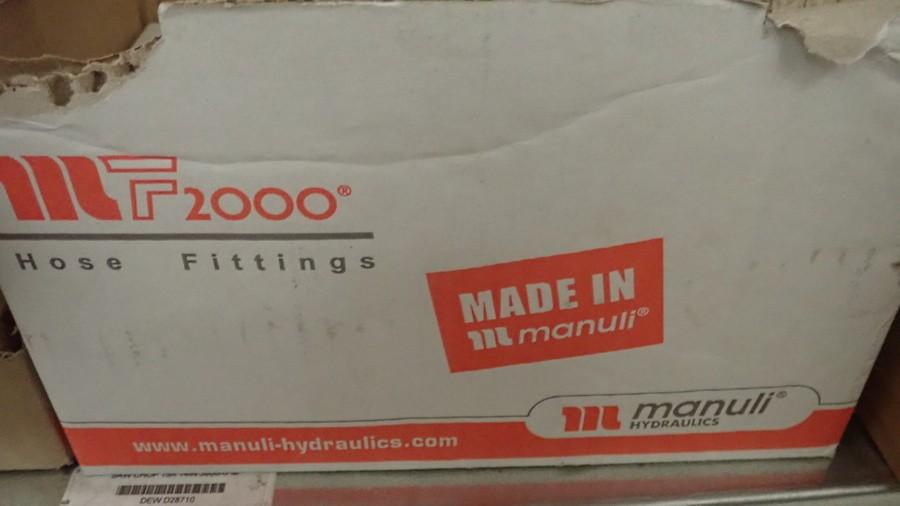 MF2000®
Hose Fittings
MADE IN
m manuli®
m manuli®
HYDRAULICS
www.manuli-hydraulics.com
DEW D28710